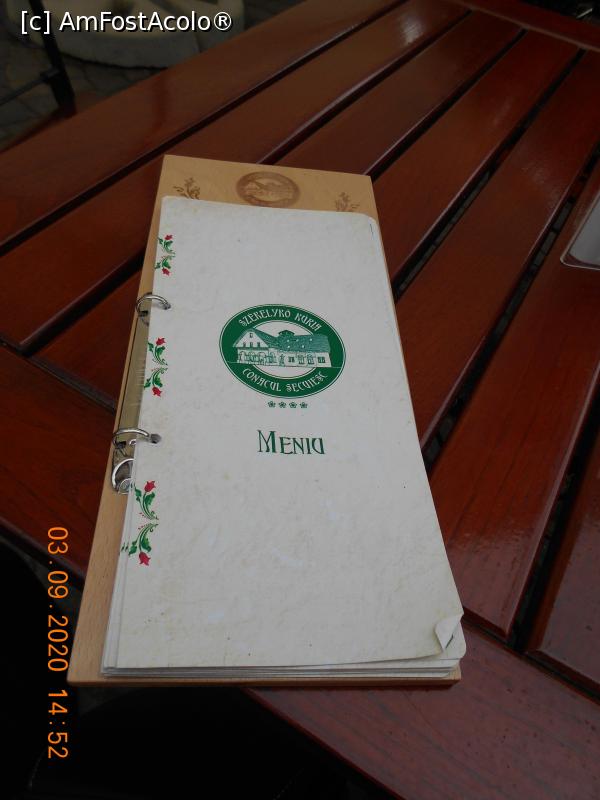 [c] AmFostAcolo®
SZEKELYKO KURIA
CONACUL SECUIESC
MENIU
03.09.2020 14:52